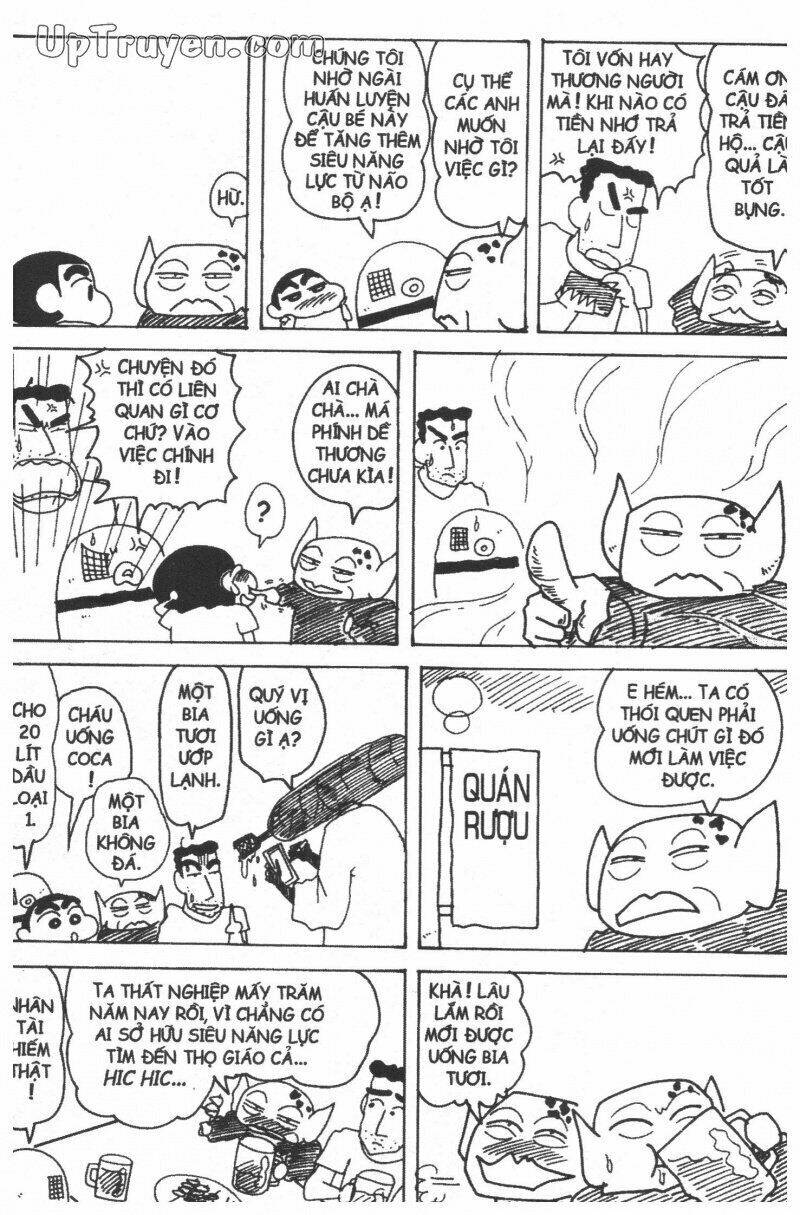 UpTruyen.com
CÁM ƠN
CẬU ĐÃ
TRẢ TIỀN
HỘ... CẬU
QUẢ LÀ
TỐT
BỤNG.
TÔI VỐN HAY
THƯƠNG NGƯỜI
MÀ! KHI NÀO CÓ
TIỀN NHỚ TRẢ
LẠI ĐẤY!
CỤ THỂ
CÁC ANH
MUỐN
NHỜ TÔI
VIỆC GÌ?
CHÚNG TÔI
NHỜ NGÀI
HUẤN LUYỆN
CẬU BÉ NÀY
ĐỂ TĂNG THÊM
SIÊU NĂNG
LỰC TỪ NÃO
BỘ Ạ!
HỪ.
AI CHÀ
CHÀ... MÁ
PHÍNH DỄ
THƯƠNG
CHƯA KÌA!
?
CHUYỆN ĐÓ
THÌ CÓ LIÊN
QUAN GÌ CƠ
CHỨ? VÀO
VIỆC CHÍNH
ĐI!
E HÉM... TA CÓ
THÓI QUEN PHẢI
UỐNG CHÚT GÌ ĐÓ
MỚI LÀM VIỆC
ĐƯỢC.
QUÁN
RƯỢU
QUÝ VỊ
UỐNG
GÌ Ạ?
MỘT
BIA
TƯƠI
ƯỚP
LẠNH.
MỘT
BIA
KHÔNG
ĐÁ.
CHÁU
UỐNG
COCA
!
CHO
20
LÍT
DẦU
LOẠI
1.
KHÀ! LÂU
LẮM RỒI
MỚI ĐƯỢC
UỐNG BIA
TƯƠI.
TA THẤT NGHIỆP MẤY TRĂM
NĂM NAY RỒI, VÌ CHẲNG CÓ
AI SỞ HỮU SIÊU NĂNG LỰC
TÌM ĐẾN THỌ GIÁO CẢ...
HIC HIC...
NHÂN
TÀI
HIẾM
THẬT
!